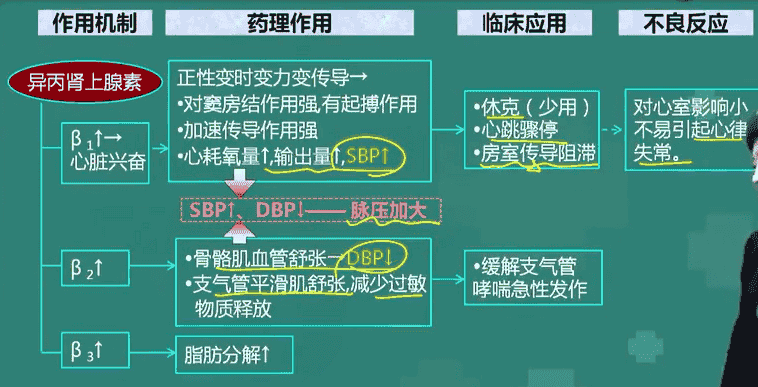 作用机制
药理作用
临床应用
不良反应
异丙肾上腺素
β₁↑→
心脏兴奋
正性变时变力变传导→
•对窦房结作用强,有起搏作用
•加速传导作用强
•心耗氧量↑,输出量↑,SBP↑
•休克（少用）
•心跳骤停
•房室传导阻滞
对心室影响小，
不易引起心律
失常。
SBP↑、DBP↓——脉压加大
β₂↑
•骨骼肌血管舒张—DBP↓
•支气管平滑肌舒张,减少过敏
物质释放
•缓解支气管
哮喘急性发作
β₃↑
脂肪分解↑